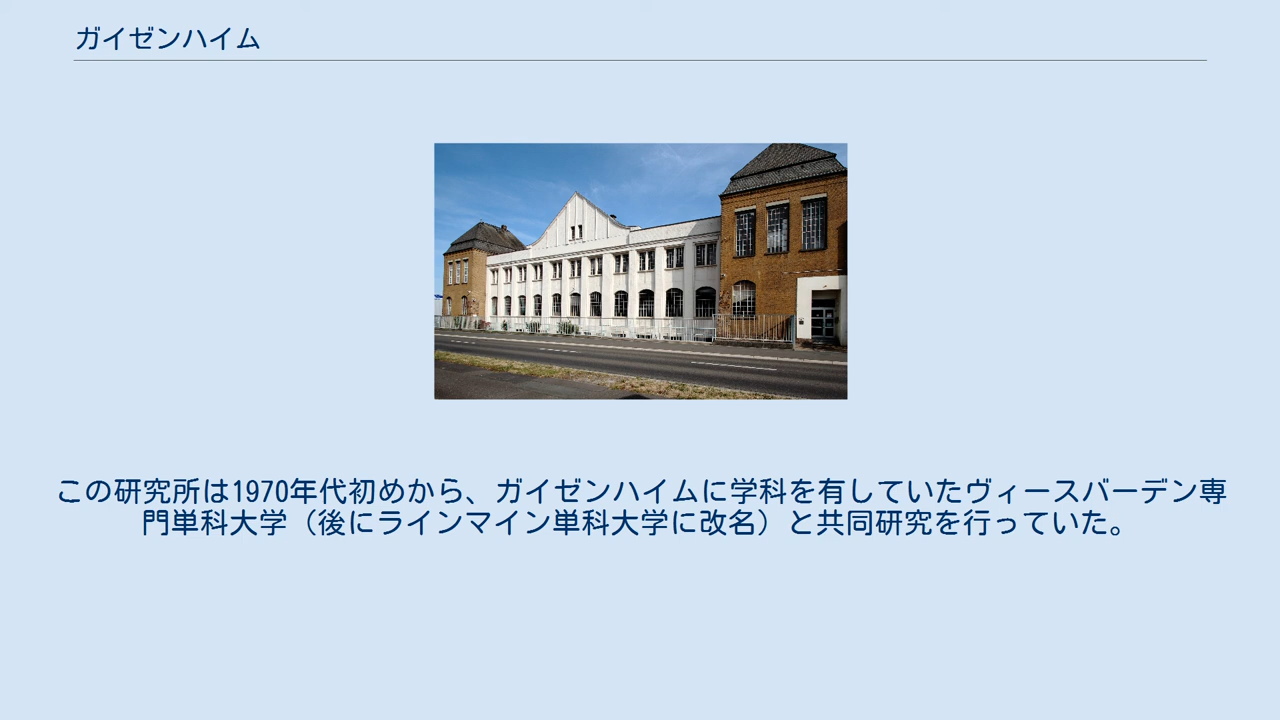 ガイゼンハイム
この研究所は1970年代初めから、ガイゼンハイムに学科を有していたヴィースバーデン専
門単科大学（後にラインマイン単科大学に改名）と共同研究を行っていた。